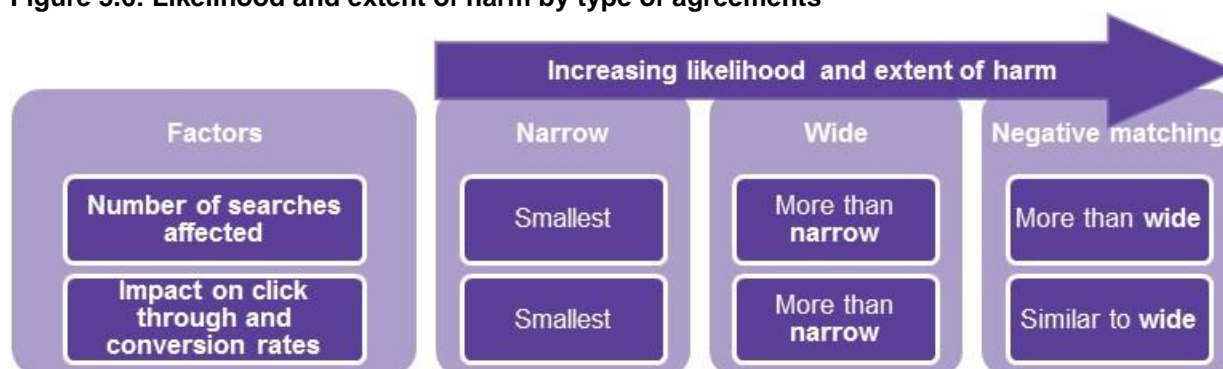 Figure Likelihood and extent of harm by type of agreements
Increasing likelihood and extent of harm
Factors
Narrow
Wide
Negative matching
Number of searches
affected
Smallest
More than
narrow
More than wide
Impact on click
through and
conversion rates
Smallest
More than
narrow
Similar to wide